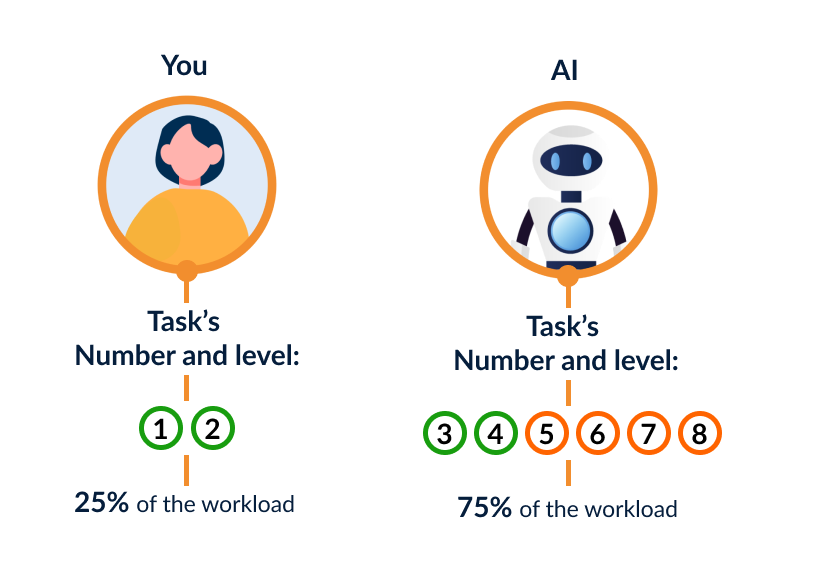 You
Task’s
Number and level:
1 2
25% of the workload
AI
Task’s
Number and level:
3 4 5 6 7 8
75% of the workload